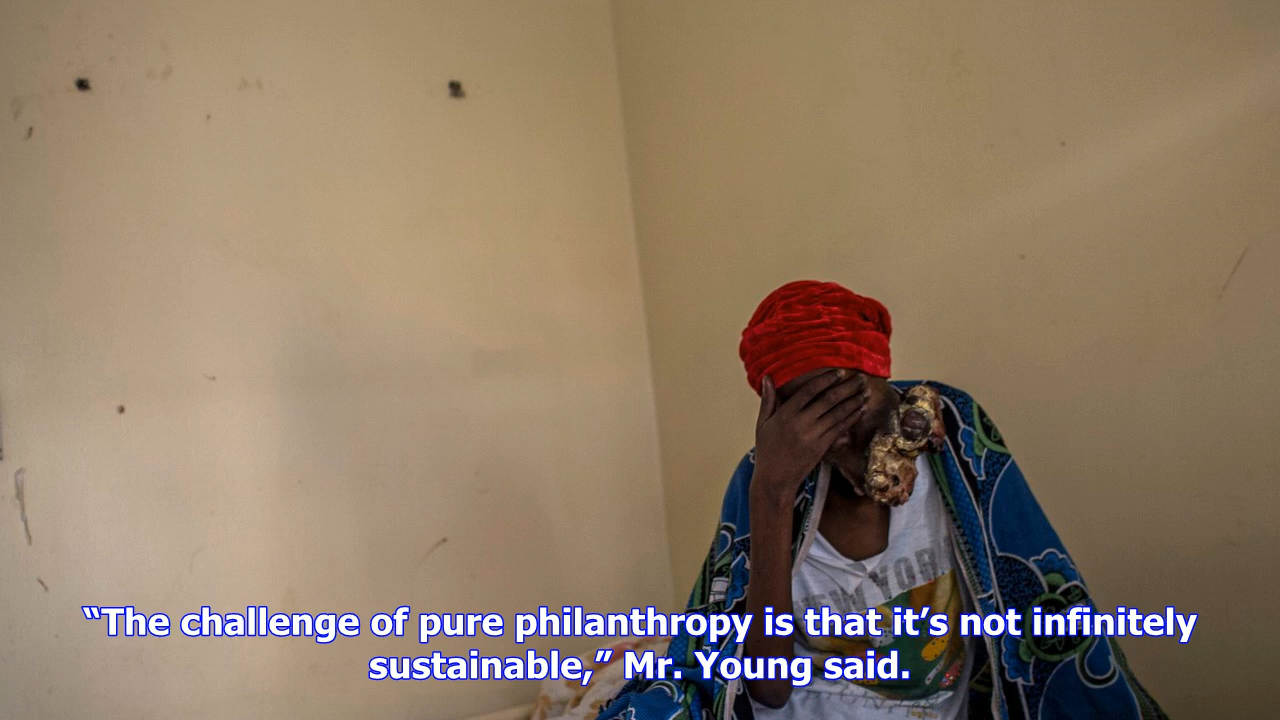 “The challenge of pure philanthropy is that it’s not infinitely
sustainable,” Mr. Young said.